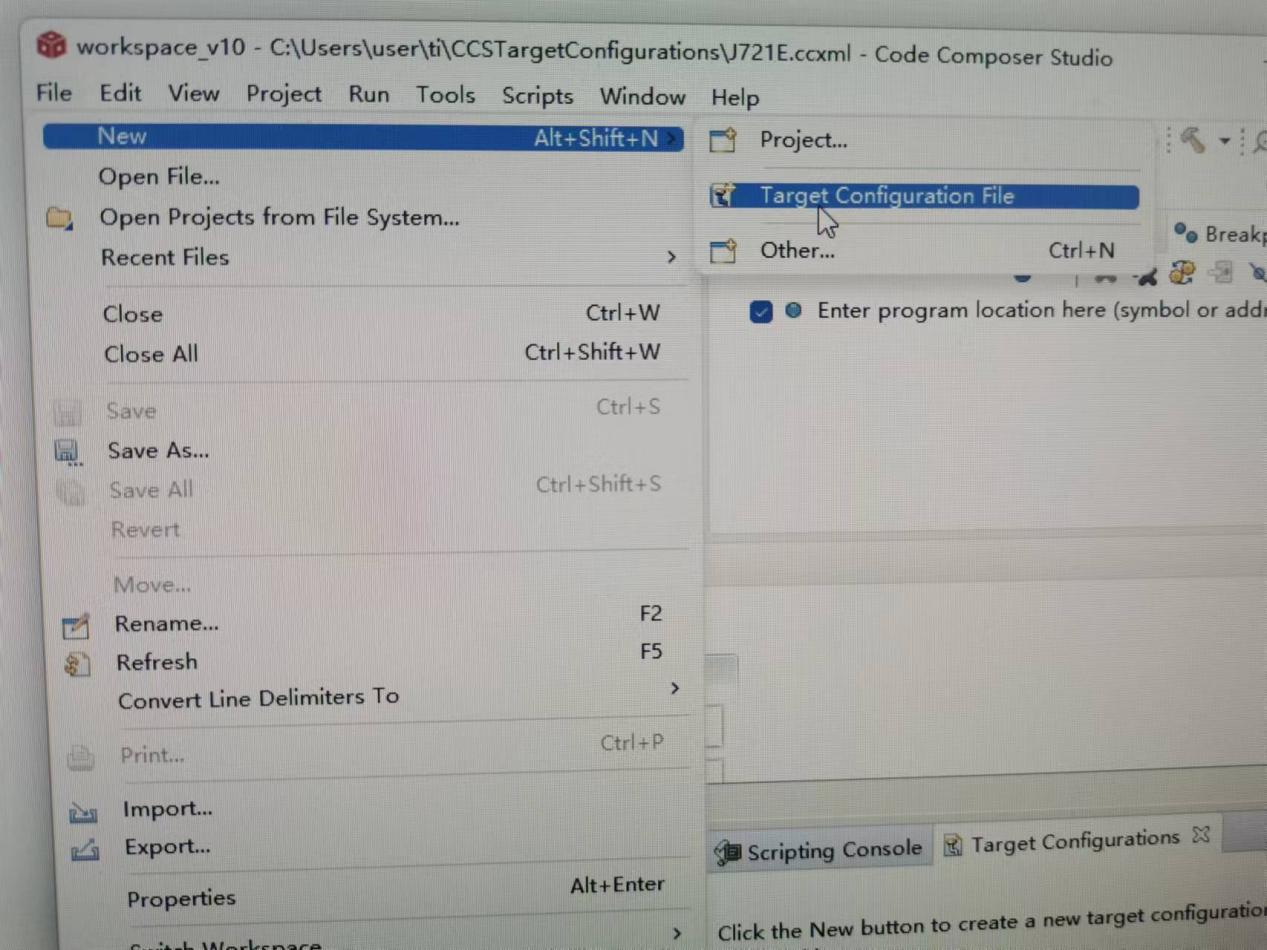 workspace_v10 - C:\Users\user\ti\CCSTargetConfigurations\J721E.ccxml - Code Composer Studio
File Edit View Project Run Tools Scripts Window Help
New Alt+Shift+N
Project...
Open File...
Target Configuration File
Open Projects from File System...
Other... Ctrl+N
Recent Files
Close Ctrl+W
Enter program location here (symbol or
Close All Ctrl+Shift+W
Save Ctrl+S
Save As...
Save All Ctrl+Shift+S
Revert
Move...
Rename... F2
Refresh F5
Convert Line Delimiters To
Print... Ctrl+P
Import...
Export...
Scripting Console Target Configurations
Properties Alt+Enter
Click the New button to create a new target
Switch Workspace